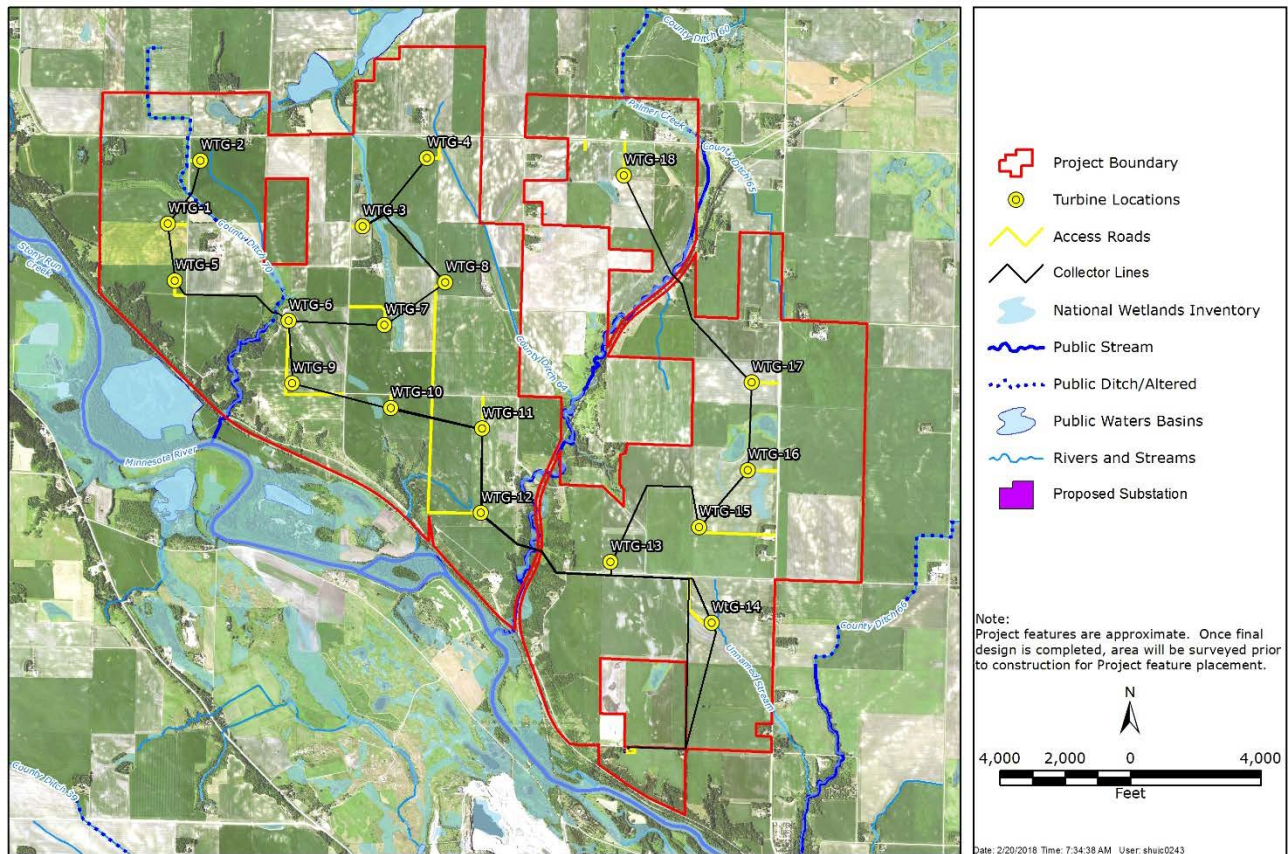 County Ditch 60
Palmer Creek
County Ditch 65
WTG-4
WTG-2
WTG-18
WTG-1
WTG-3
County Ditch 70
Stony Run
Creek
WTG-5
WTG-8
WTG-6
WTG-7
County Ditch 64
WTG-9
WTG-17
WTG-10
WTG-11
Minnesota River
WTG-16
WTG-12
WTG-15
WTG-13
WtG-14
County Ditch 66
Unnamed Stream
County Ditch 39
Project Boundary
Turbine Locations
Access Roads
Collector Lines
National Wetlands Inventory
Public Stream
Public Ditch/Altered
Public Waters Basins
Rivers and Streams
Proposed Substation
Note:
Project features are approximate. Once final
design is completed, area will be surveyed prior
to construction for Project feature placement.
N
4,000 2,000 0 4,000
Feet
Date: 2/20/2018 Time: 7:34:38 AM User: shujc0243